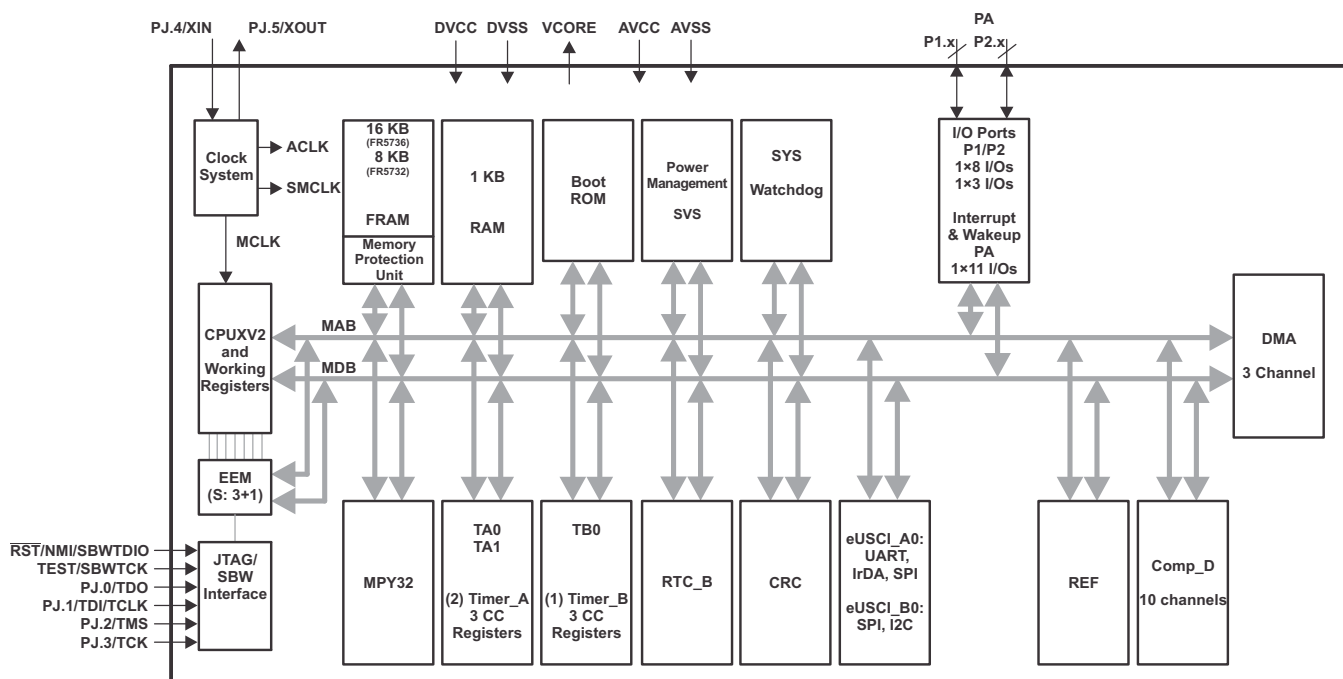 PJ.4/XIN
PJ.5/XOUT
DVCC
DVSS
VCORE
AVCC
AVSS
PA
P1.x
P2.x
Clock
System
ACLK
SMCLK
MCLK
16 KB
(FR5736)
8 KB
(FR5732)
FRAM
Memory
Protection
Unit
1 KB
RAM
Boot
ROM
Power
Management
SVS
SYS
Watchdog
I/O Ports
P1/P2
1×8 I/Os
1×3 I/Os
Interrupt
& Wakeup
PA
1×11 I/Os
CPUXV2
and
Working
Registers
MAB
MDB
DMA
3 Channel
EEM
(S: 3+1)
RST/NMI/SBWTDIO
TEST/SBWTCK
PJ.0/TDO
PJ.1/TDI/TCLK
PJ.2/TMS
PJ.3/TCK
JTAG/
SBW
Interface
MPY32
TA0
TA1
(2) Timer_A
3 CC
Registers
TB0
(1) Timer_B
3 CC
Registers
RTC_B
CRC
eUSCI_A0:
UART,
IrDA, SPI
eUSCI_B0:
SPI, I2C
REF
Comp_D
10 channels